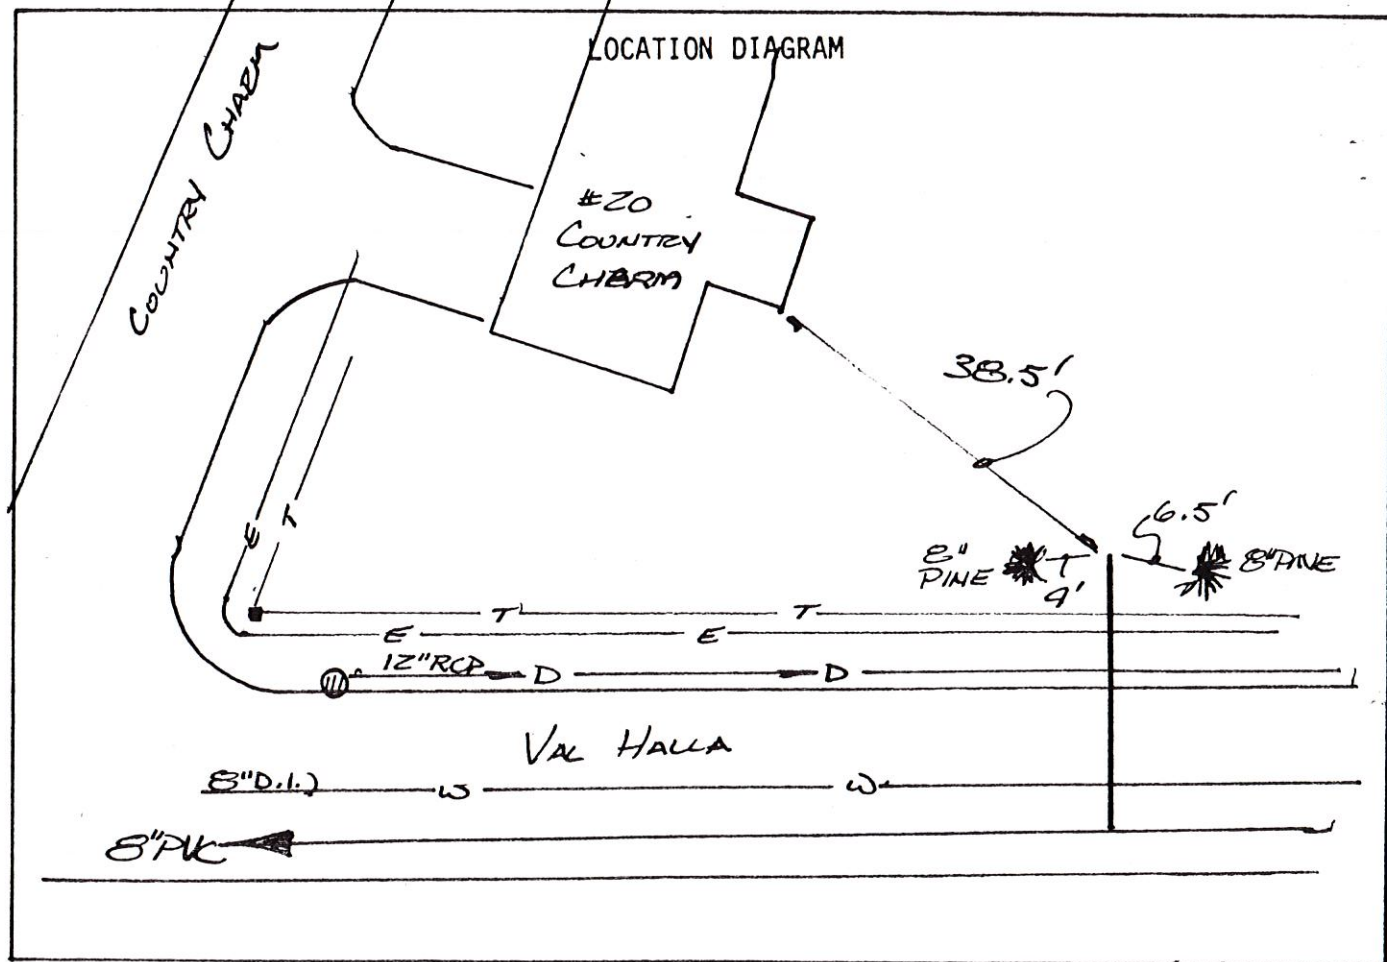 LOCATION DIAGRAM
COUNTRY CHARM
#20
COUNTRY
CHARM
38.5'
6.5'
8"
PINE
9'
8" PINE
E
T
T
T
E
E
12" RCP
D
D
VAL HALLA
8" D.I.
W
W
8" PVC